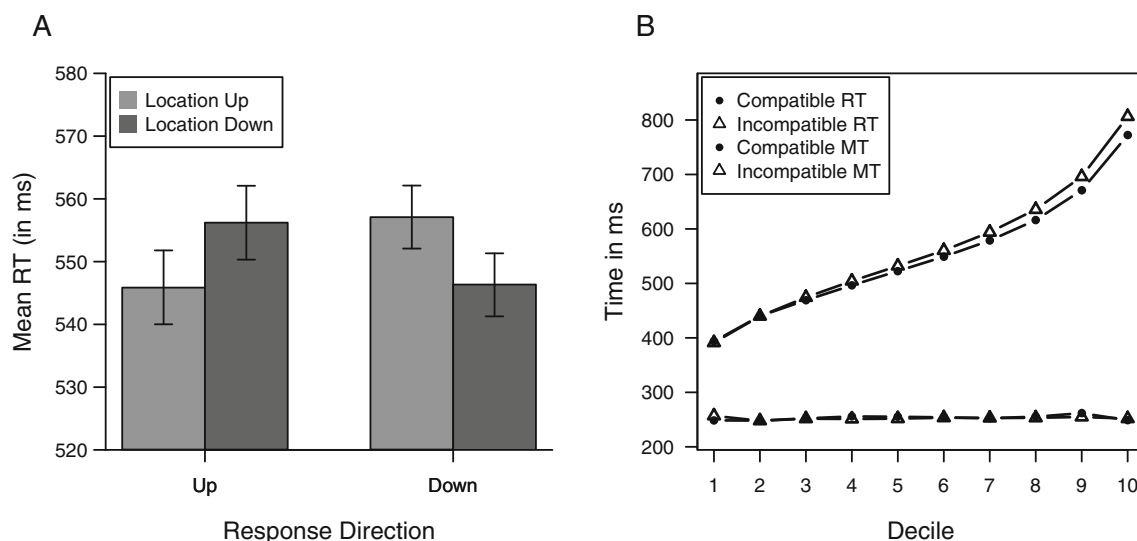 A
Mean RT (in ms)
580
570
560
550
540
530
520
Location Up
Location Down
Up
Down
Response Direction
B
Time in ms
800
700
600
500
400
300
200
Compatible RT
Incompatible RT
Compatible MT
Incompatible MT
1 2 3 4 5 6 7 8 9 10
Decile